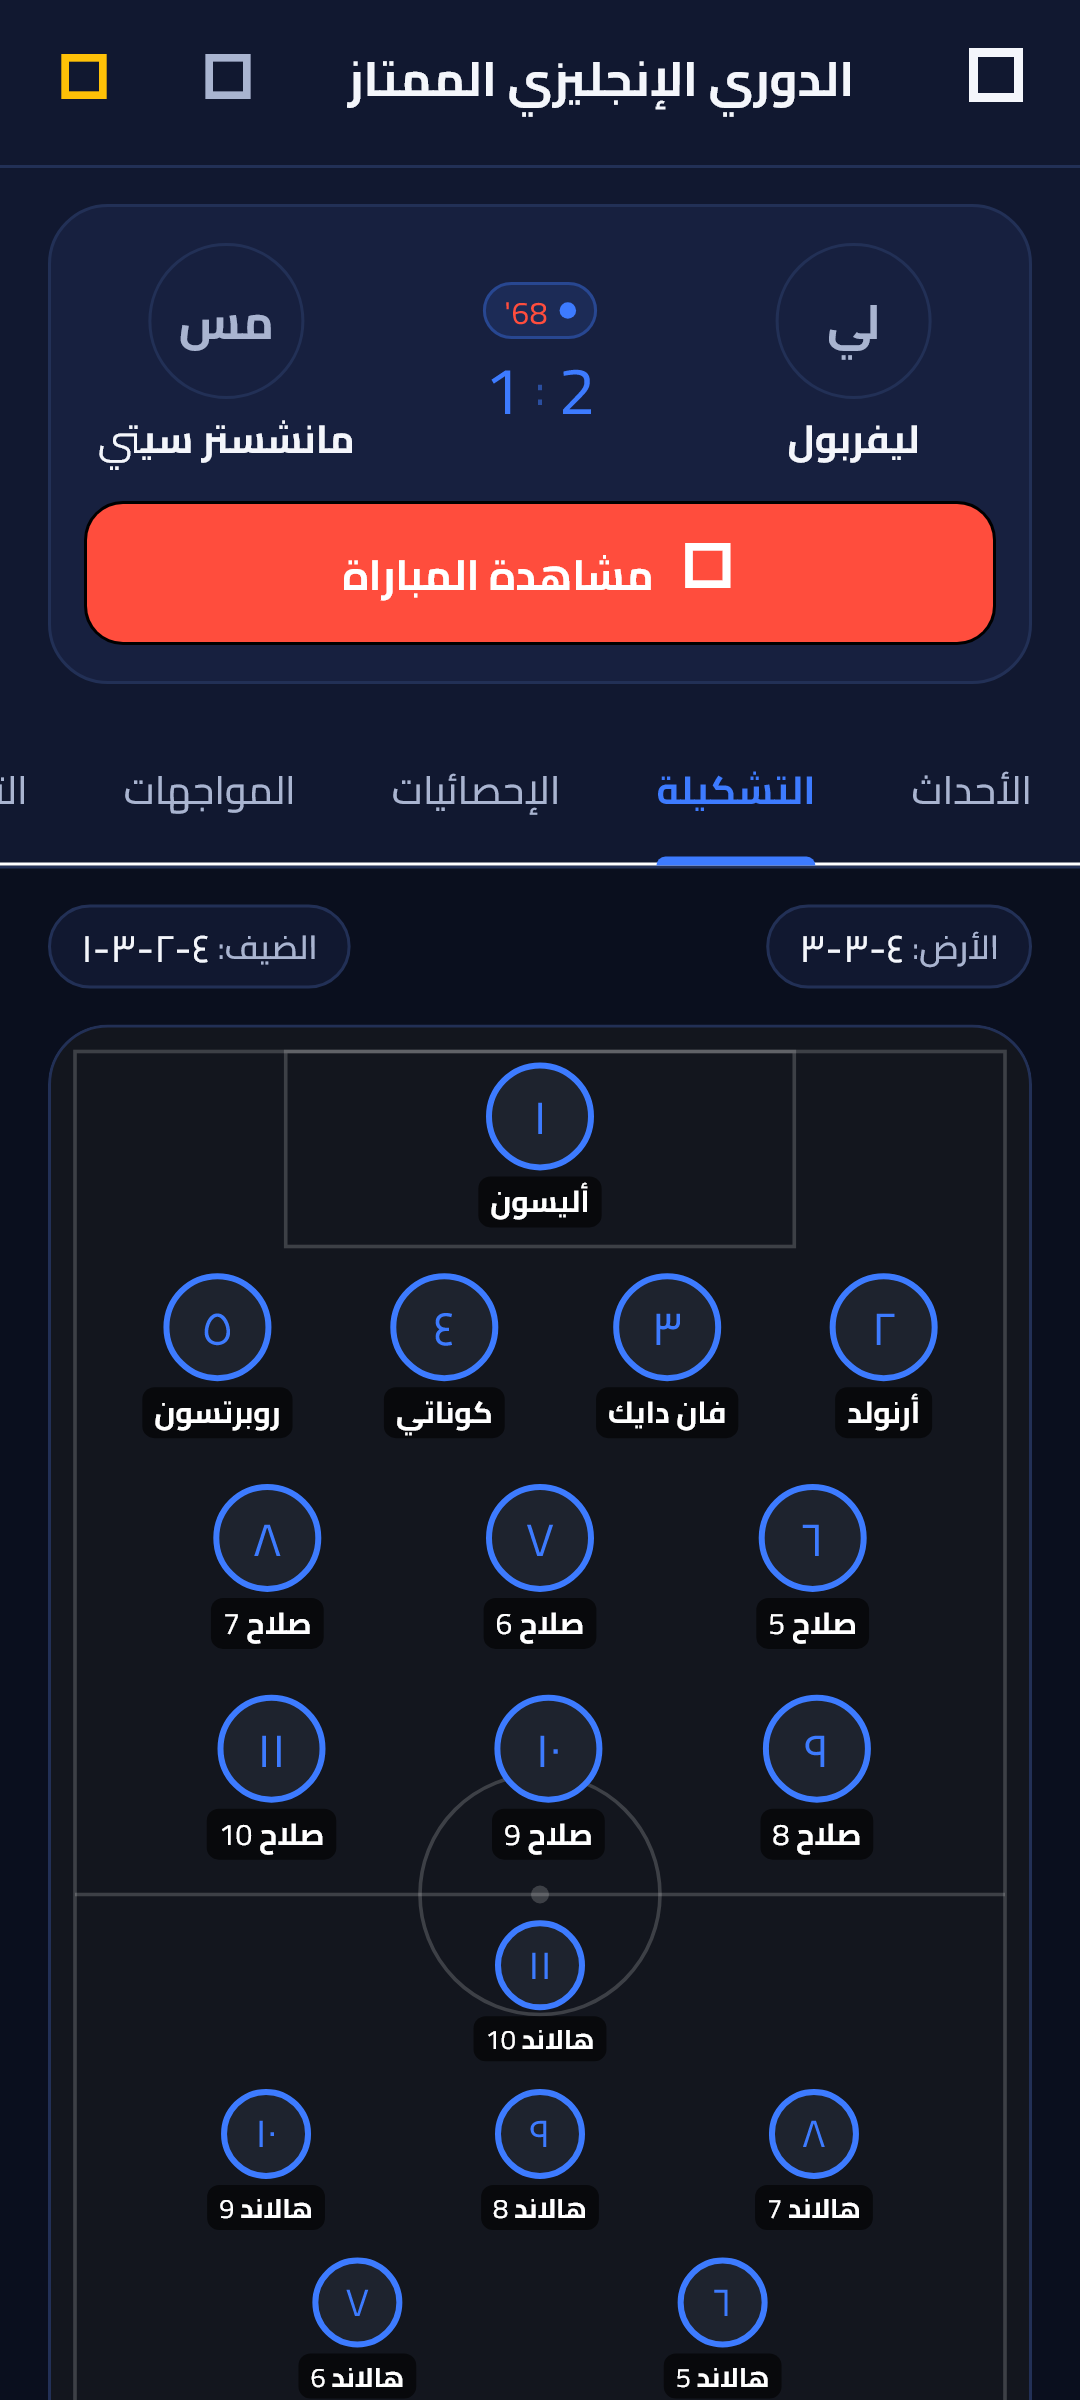 الدوري الإنجليزي الممتاز
لي
68'
مس
2 : 1
ليفربول
مانشستر سيتي
مشاهدة المباراة
الأحداث التشكيلة الإحصائيات المواجهات
الأرض: ٤-٣-٣
الضيف: ٤-٢-٣-١
١
أليسون
٢ ٣ ٤ ٥
أرنولد فان دايك كوناتي روبرتسون
٦ ٧ ٨
صلاح 5 صلاح 6 صلاح 7
٩ ١٠ ١١
صلاح 8 صلاح 9 صلاح 10
١١
هالاند 10
٨ ٩ ١٠
هالاند 7 هالاند 8 هالاند 9
٦ ٧
هالاند 5 هالاند 6